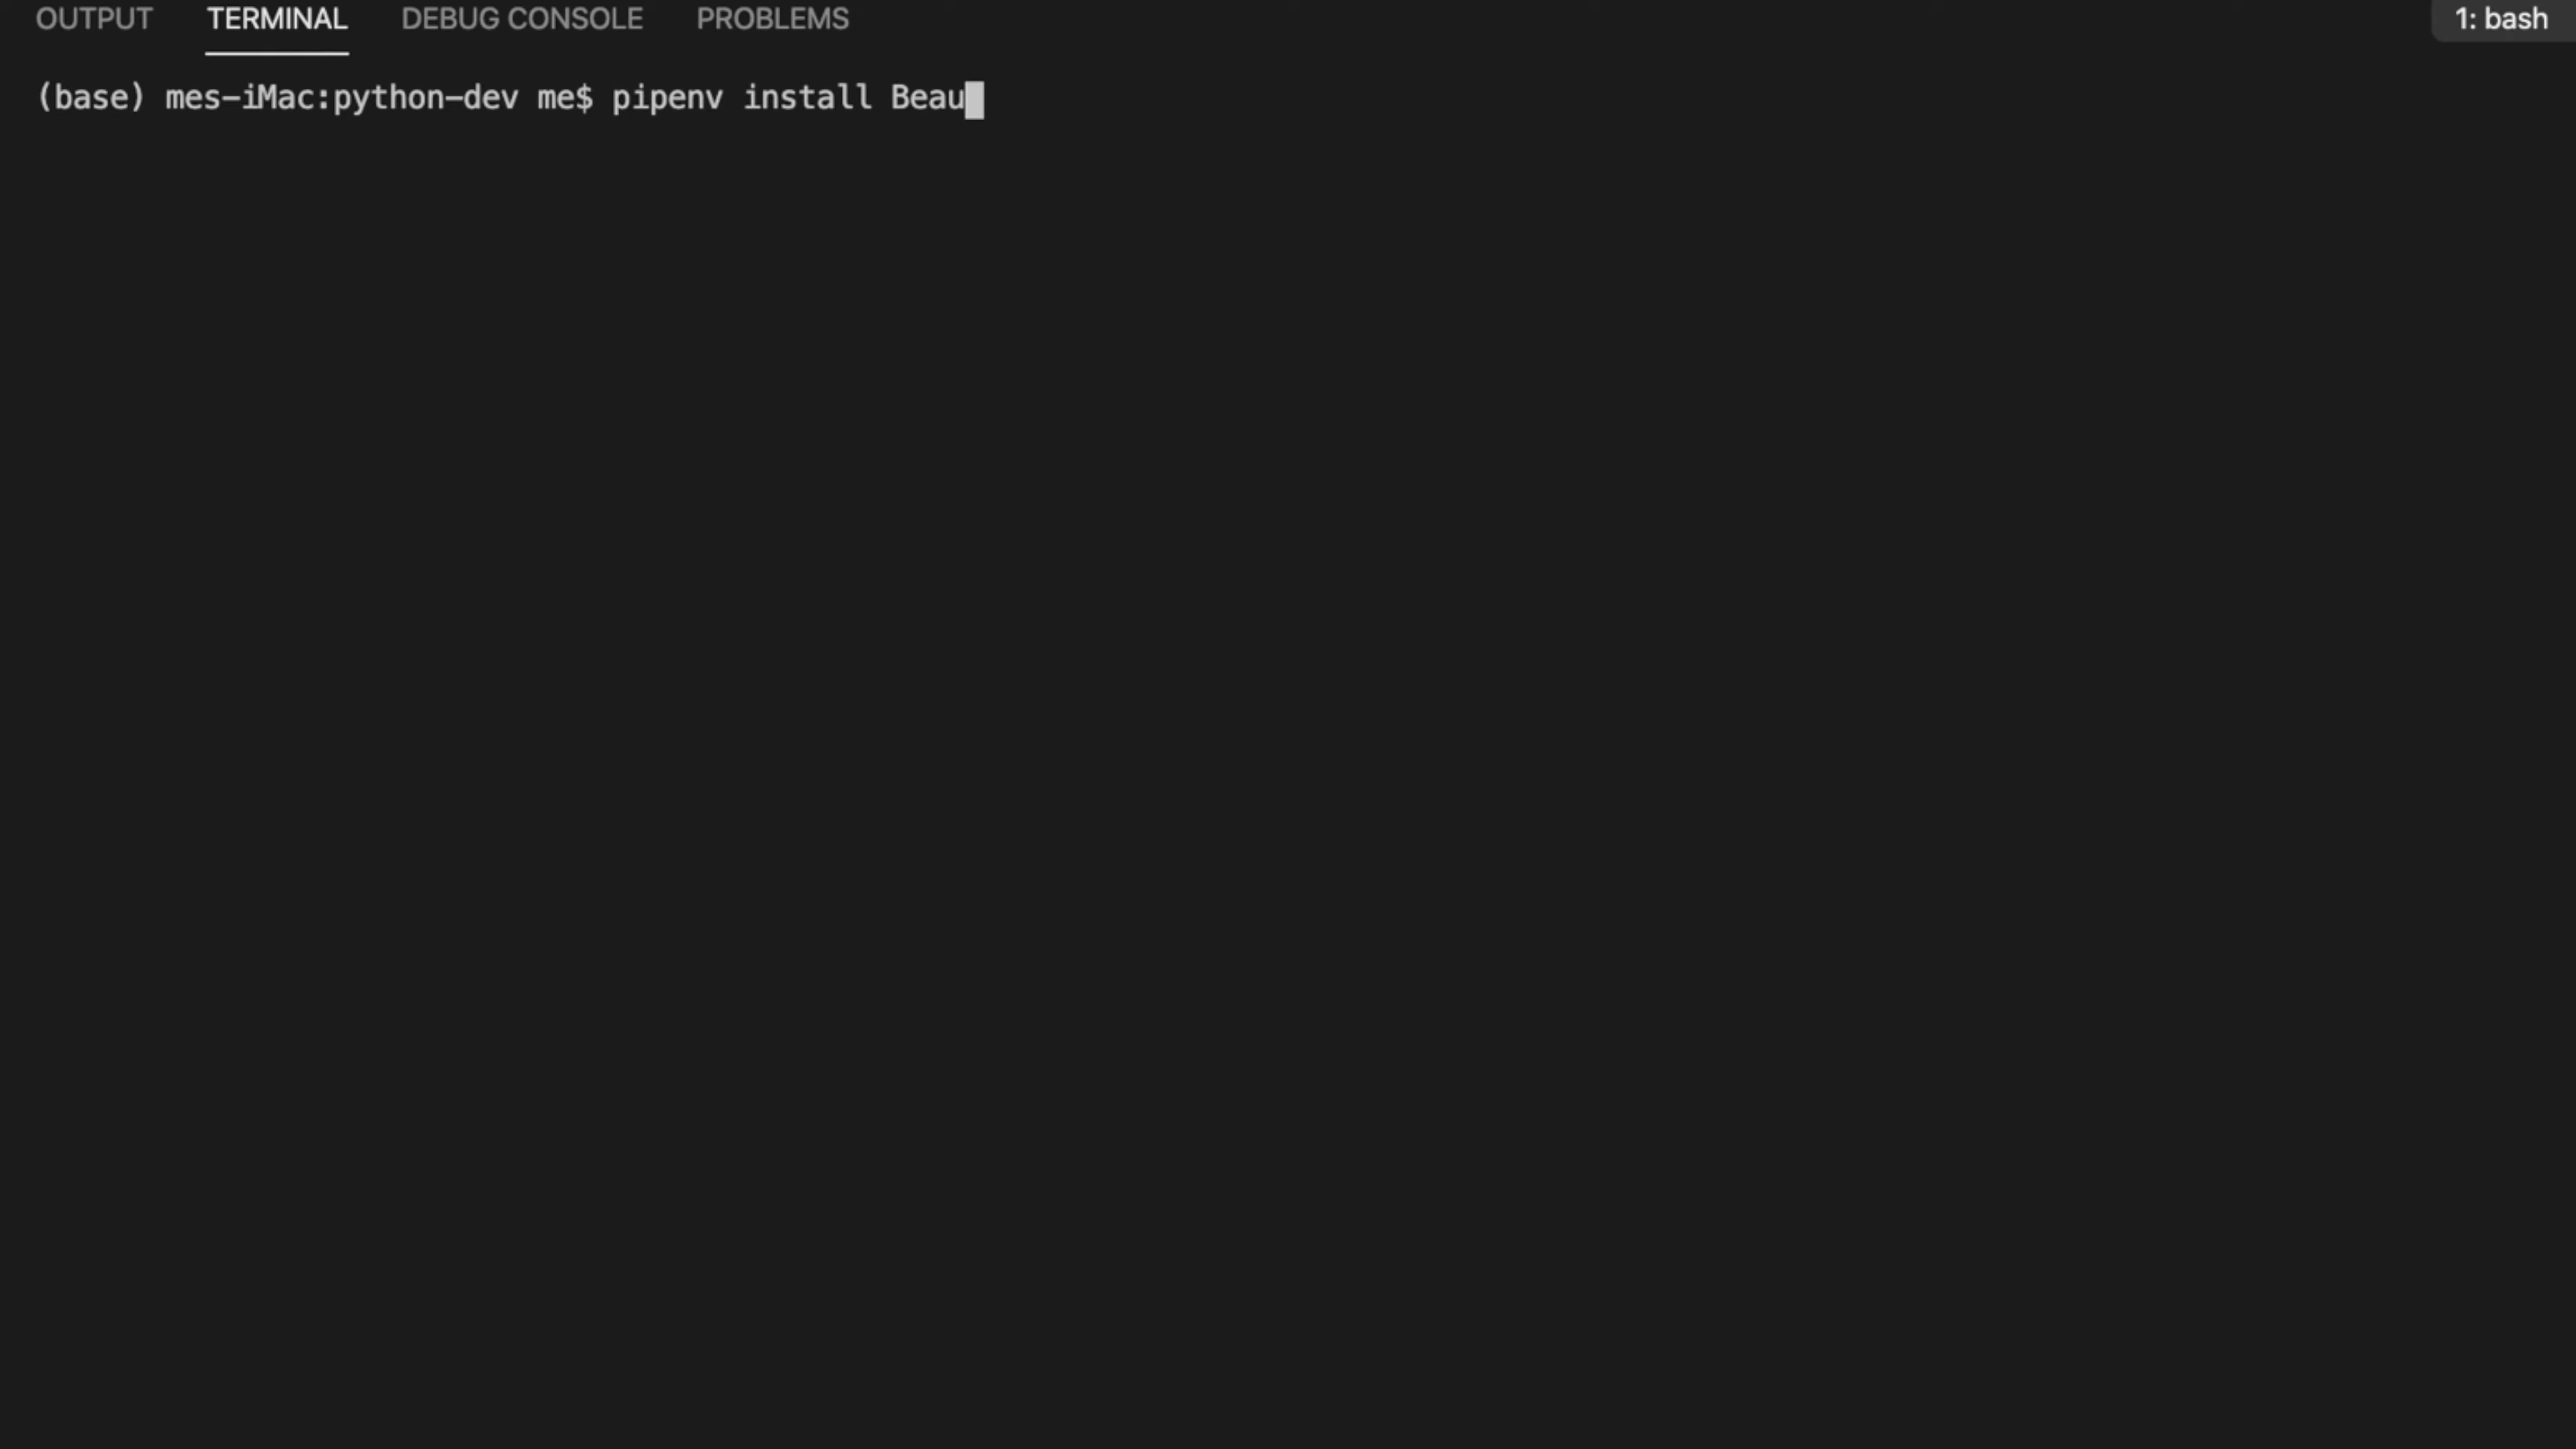 OUTPUT TERMINAL DEBUG CONSOLE PROBLEMS 1: bash
(base) mes-iMac:python-dev me$ pipenv install Beau